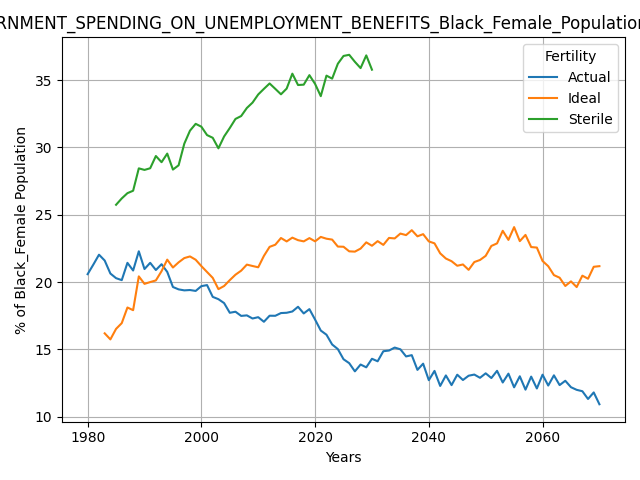 RNMENT_SPENDING_ON_UNEMPLOYMENT_BENEFITS_Black_Female_Population
Fertility
Actual
Ideal
Sterile
% of Black_Female Population
35
30
25
20
15
10
1980 2000 2020 2040 2060
Years